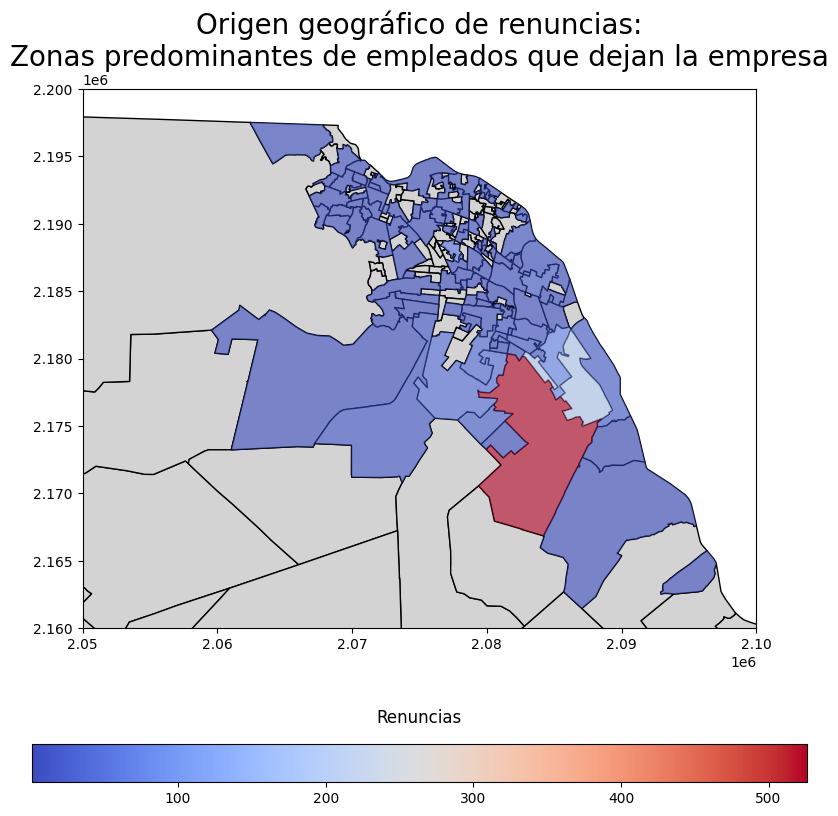 Origen geográfico de renuncias:
Zonas predominantes de empleados que dejan la empresa
1e6
2.200
2.195
2.190
2.185
2.180
2.175
2.170
2.165
2.160
2.05 2.06 2.07 2.08 2.09 2.10
1e6
Renuncias
100 200 300 400 500